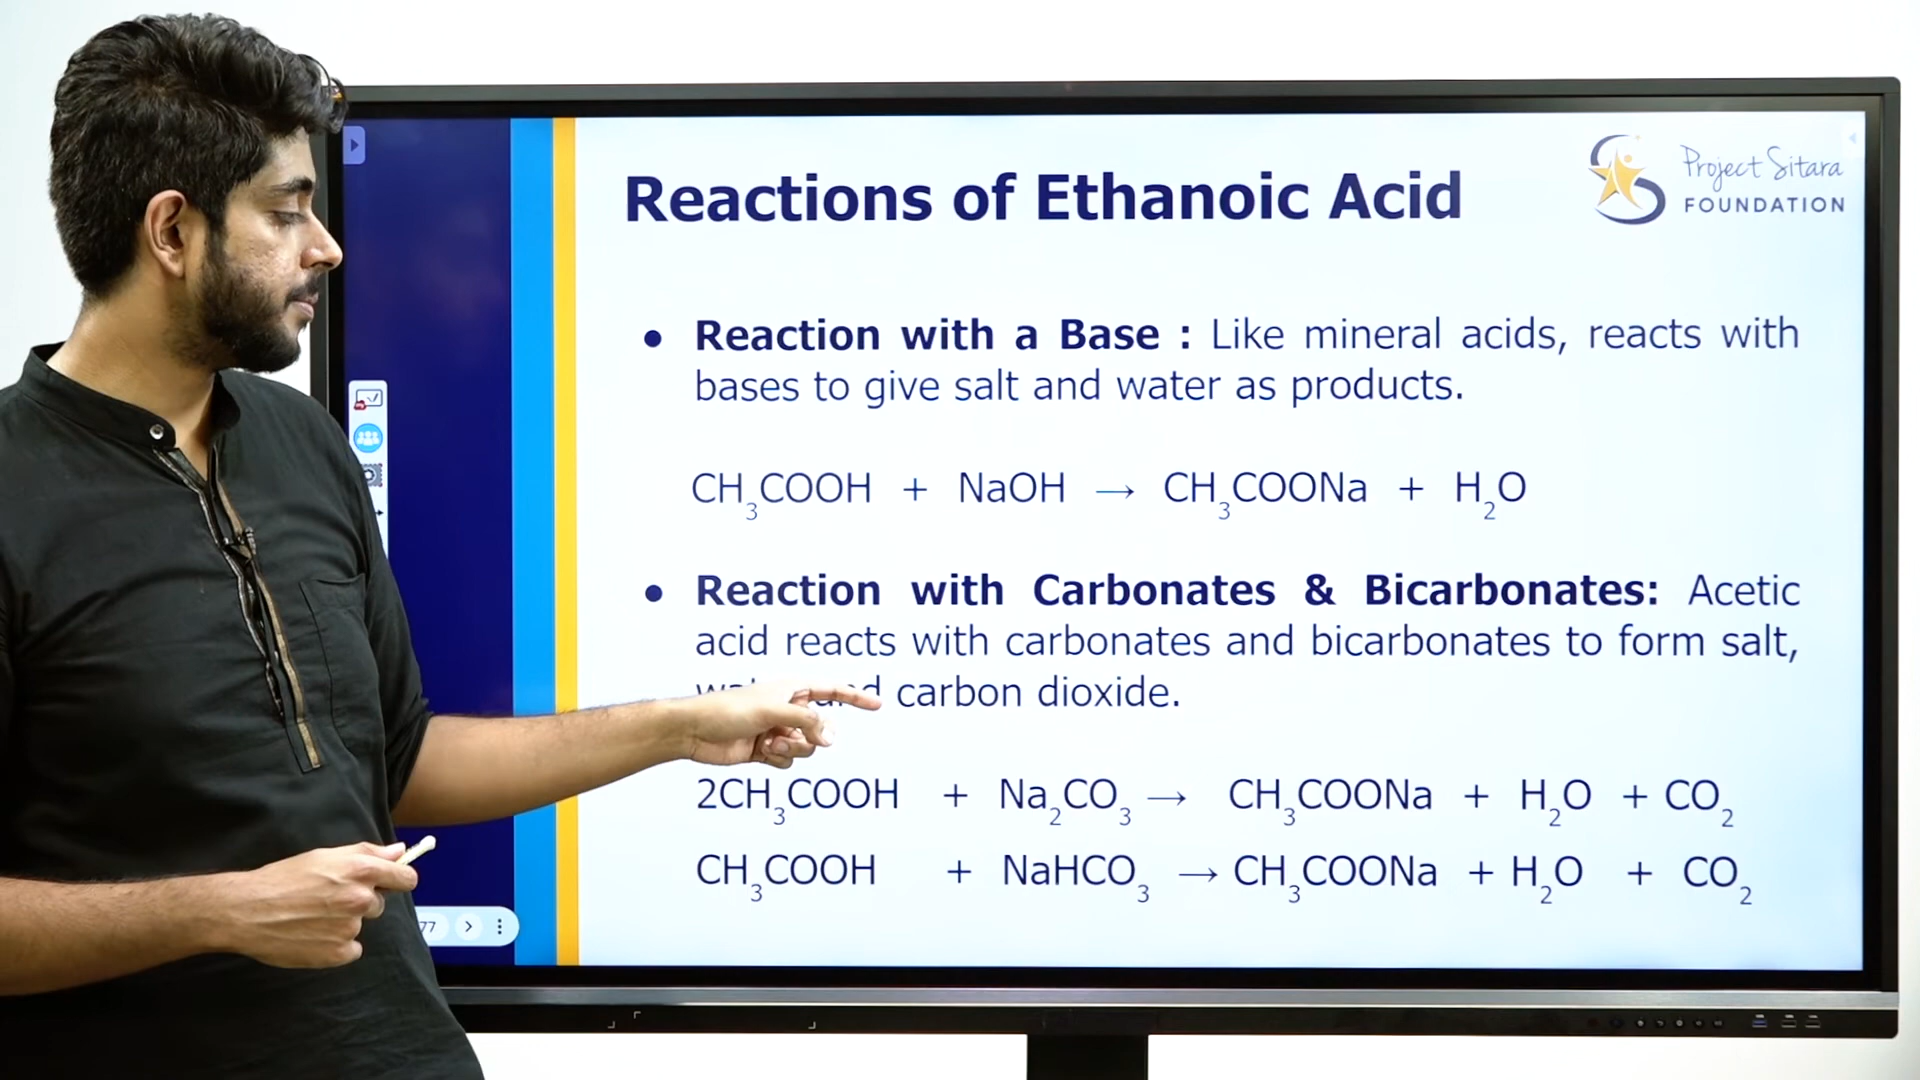 Project Sitara
FOUNDATION
Reactions of Ethanoic Acid
● Reaction with a Base : Like mineral acids, reacts with
bases to give salt and water as products.
CH₃COOH + NaOH → CH₃COONa + H₂O
● Reaction with Carbonates & Bicarbonates: Acetic
acid reacts with carbonates and bicarbonates to form salt,
carbon dioxide.
2CH₃COOH + Na₂CO₃ → CH₃COONa + H₂O + CO₂
CH₃COOH + NaHCO₃ → CH₃COONa + H₂O + CO₂
77